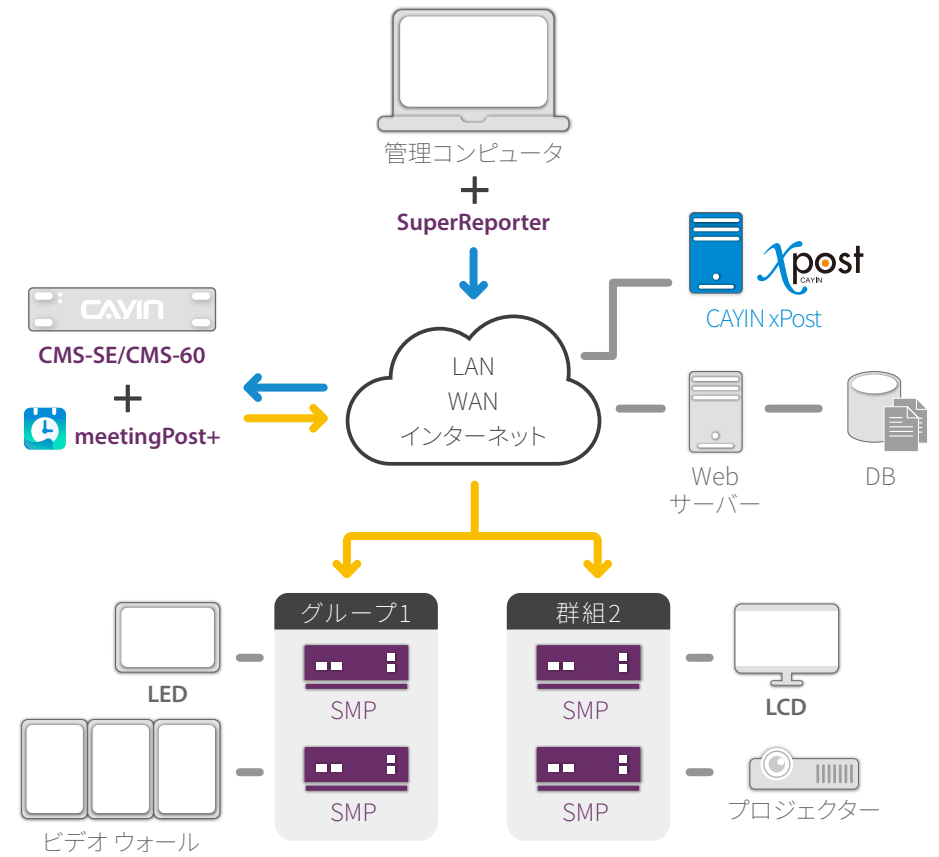 管理コンピュータ
+
SuperReporter
Xpost
CAYIN
CAYIN xPost
CAYIN
CMS-SE/CMS-60
+
meetingPost+
LAN
WAN
インターネット
Web
サーバー
DB
グループ1
群組2
LED
SMP
SMP
LCD
ビデオ ウォール
SMP
SMP
プロジェクター